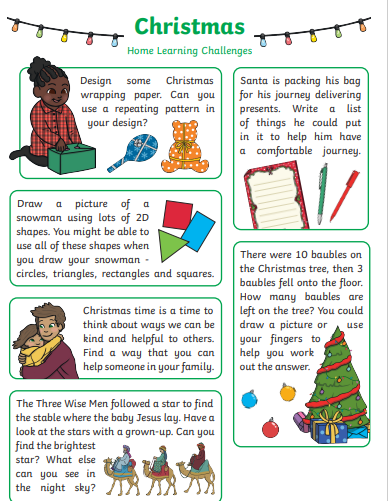 Christmas
Home Learning Challenges
Design some Christmas
wrapping paper. Can you
use a repeating pattern in
your design?
Draw a picture of a
snowman using lots of 2D
shapes. You might be able to
use all of these shapes when
you draw your snowman -
circles, triangles, rectangles and squares.
Christmas time is a time to
think about ways we can be
kind and helpful to others.
Find a way that you can
help someone in your family.
The Three Wise Men followed a star to find
the stable where the baby Jesus lay. Have a
look at the stars with a grown-up. Can you
find the brightest
star? What else
can you see in
the night sky?
Santa is packing his bag
for his journey delivering
presents. Write a list
of things he could put
in it to help him have
a comfortable journey.
There were 10 baubles on
the Christmas tree, then 3
baubles fell onto the floor.
How many baubles are
left on the tree? You could
draw a picture or use
your fingers to
help you work
out the answer.